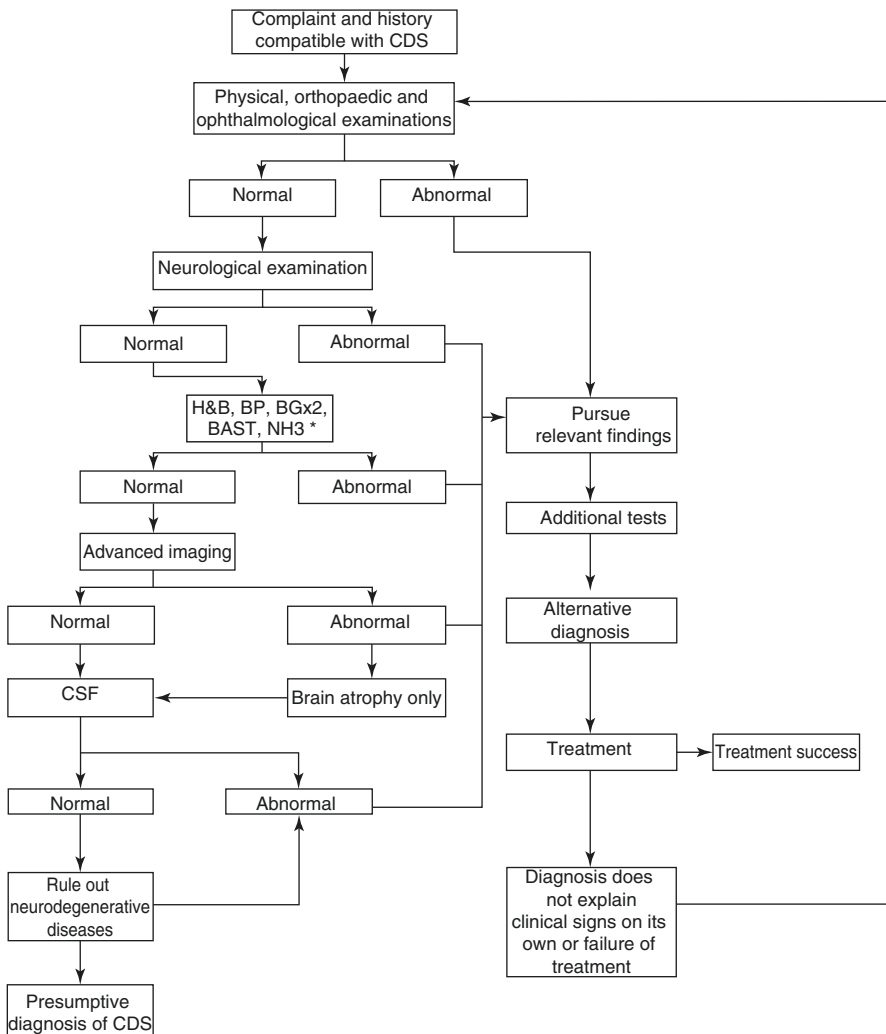 Complaint and history
compatible with CDS
Physical, orthopaedic and
ophthalmological examinations
Normal
Abnormal
Neurological examination
Normal
Abnormal
H&B, BP, BGx2,
BAST, NH3 *
Pursue
relevant findings
Normal
Abnormal
Additional tests
Advanced imaging
Normal
Abnormal
Alternative
diagnosis
CSF
Brain atrophy only
Treatment
Treatment success
Normal
Abnormal
Rule out
neurodegenerative
diseases
Diagnosis does
not explain
clinical signs on its
own or failure of
treatment
Presumptive
diagnosis of CDS